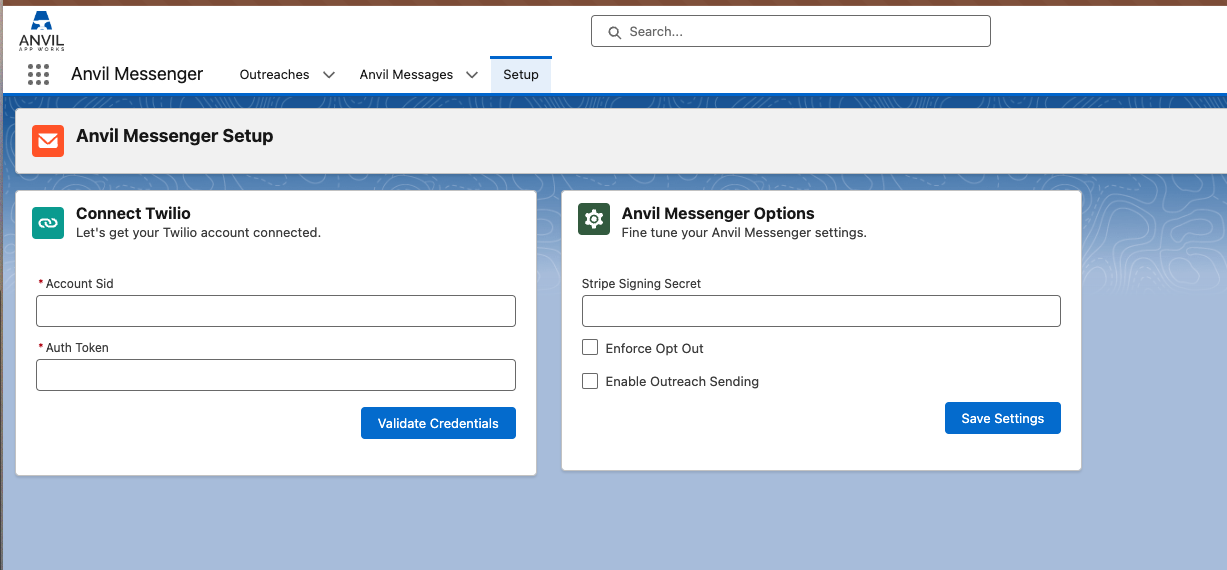 ANVIL
APP WORKS
Search...
Anvil Messenger
Outreaches
Anvil Messages
Setup
Anvil Messenger Setup
Connect Twilio
Let's get your Twilio account connected.
* Account Sid
* Auth Token
Validate Credentials
Anvil Messenger Options
Fine tune your Anvil Messenger settings.
Stripe Signing Secret
Enforce Opt Out
Enable Outreach Sending
Save Settings